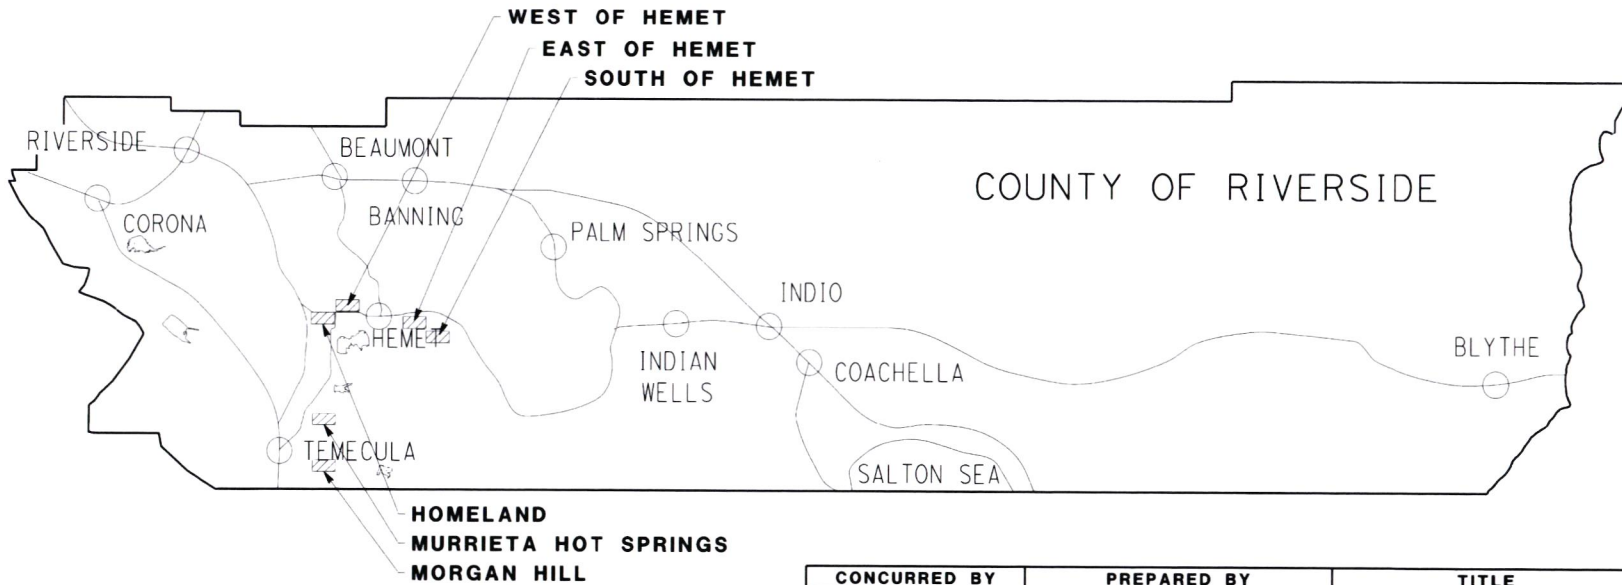 WEST OF HEMET
EAST OF HEMET
SOUTH OF HEMET
RIVERSIDE
BEAUMONT
COUNTY OF RIVERSIDE
CORONA
BANNING
PALM SPRINGS
INDIO
HEMET
INDIAN
WELLS
COACHELLA
BLYTHE
TEMECULA
SALTON SEA
HOMELAND
MURRIETA HOT SPRINGS
MORGAN HILL
CONCURRED BY
PREPARED BY
TITLE